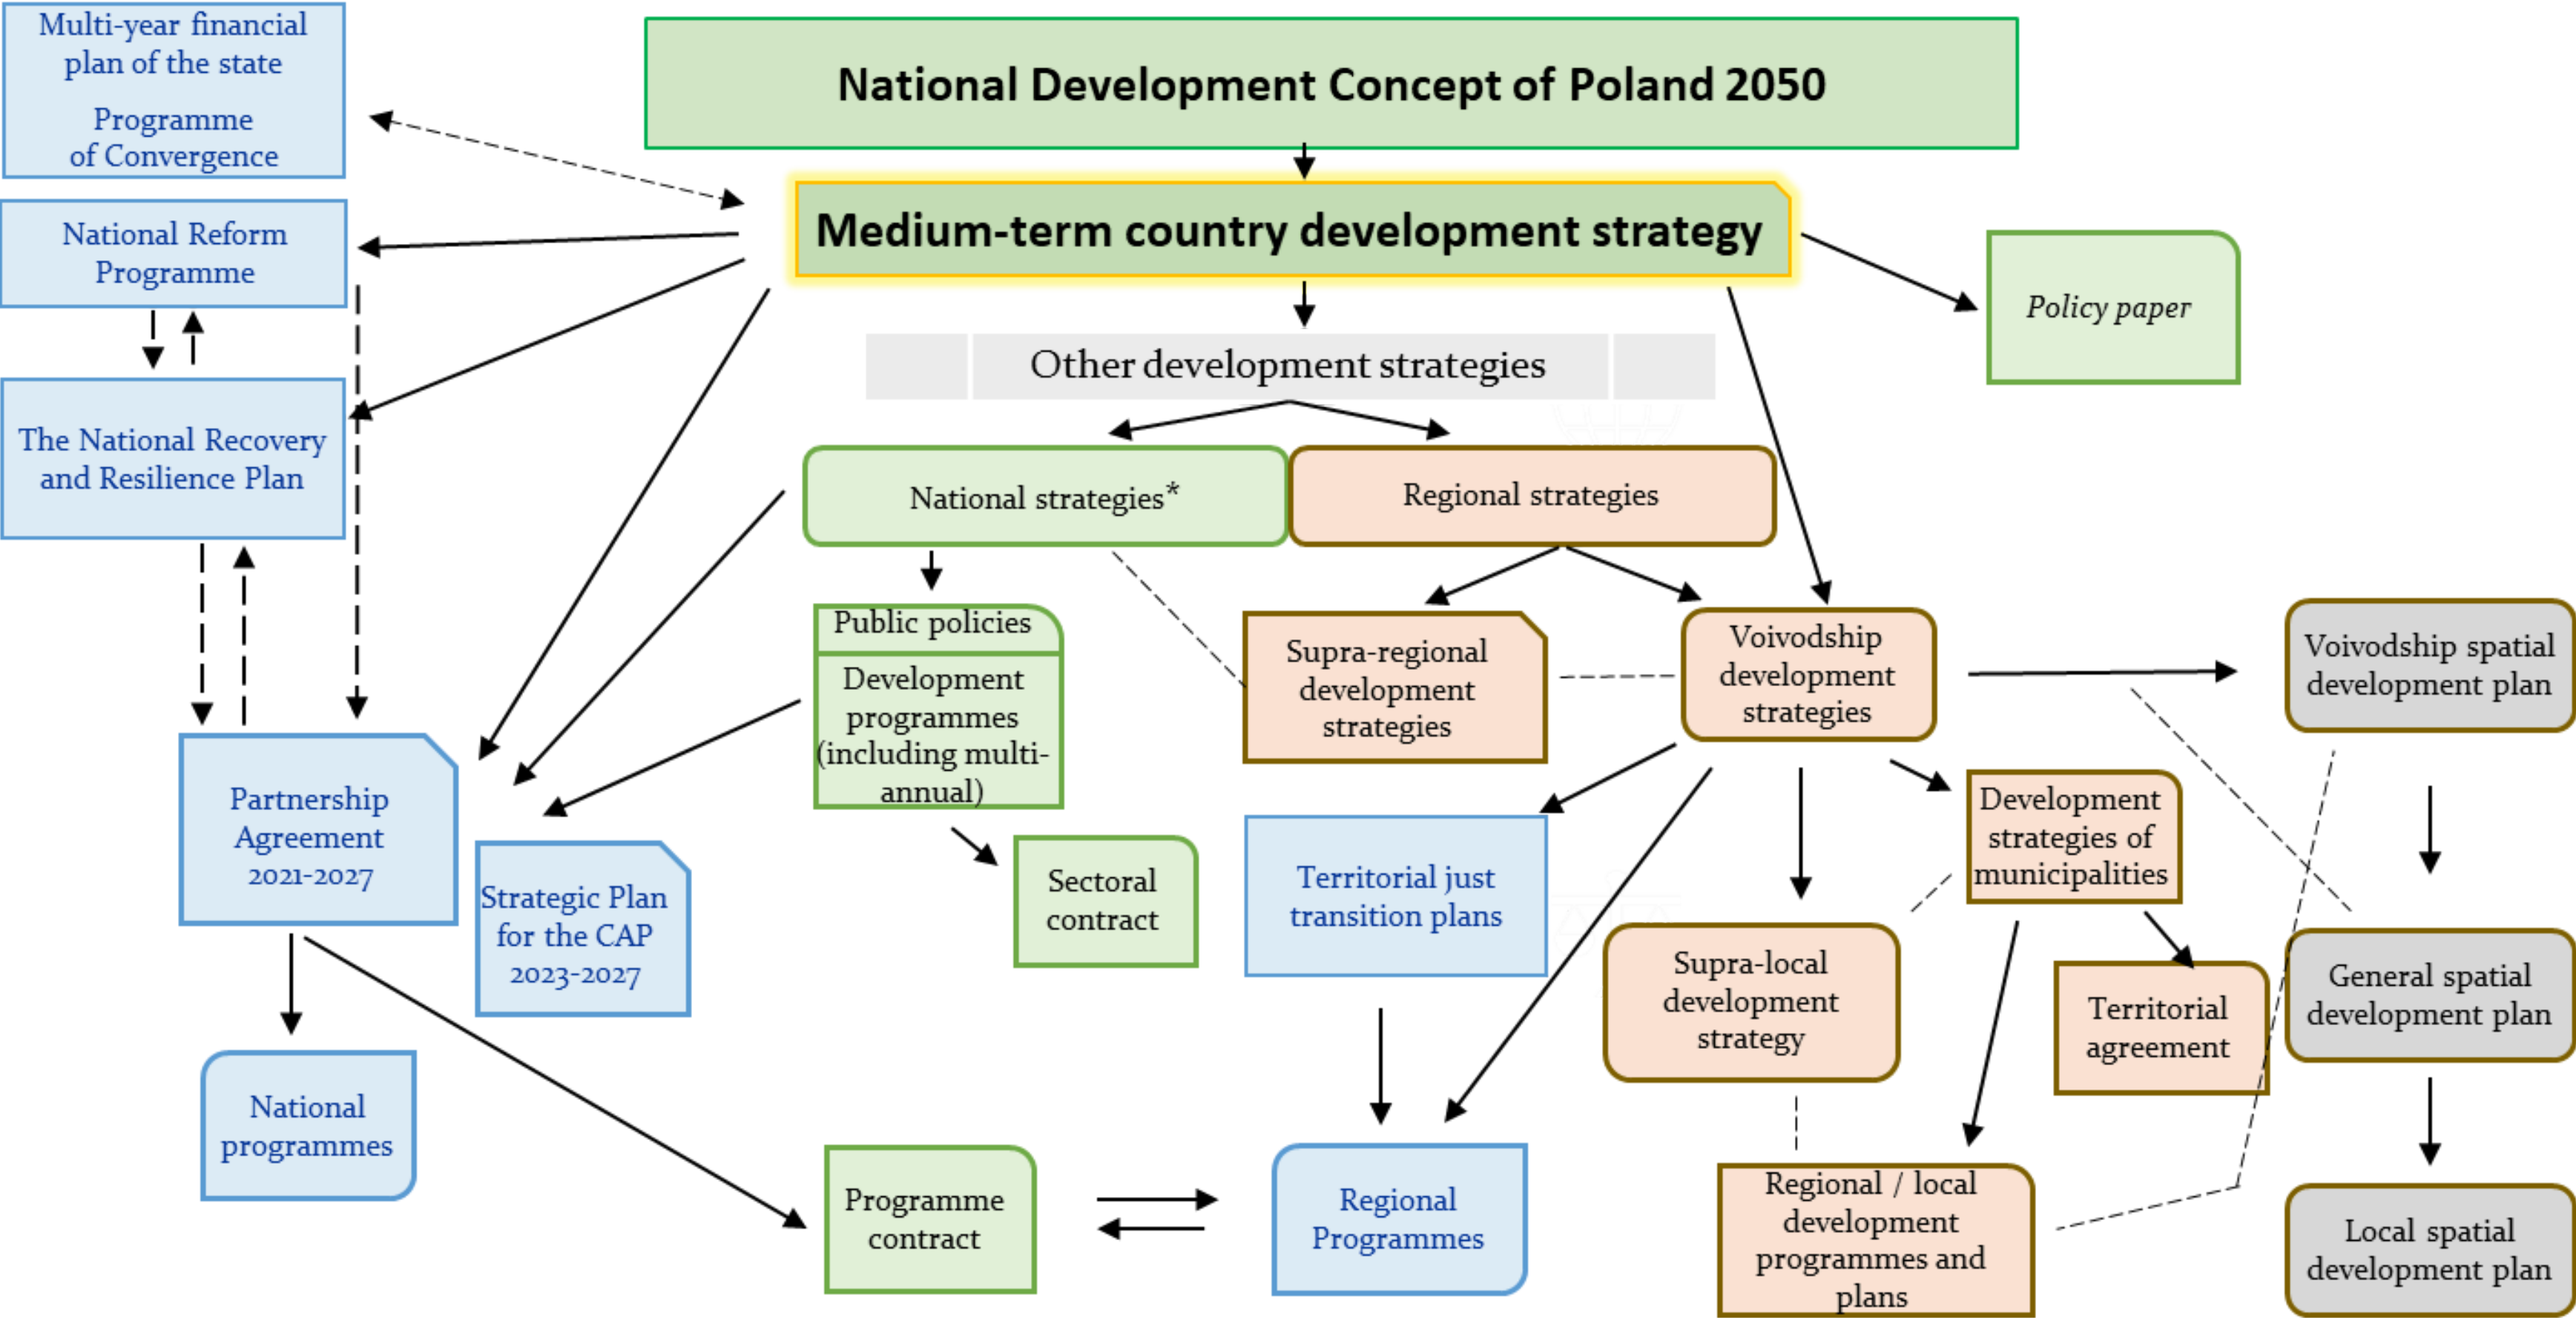 Multi-year financial
plan of the state
Programme
of Convergence
National Development Concept of Poland 2050
Medium-term country development strategy
National Reform
Programme
Policy paper
Other development strategies
The National Recovery
and Resilience Plan
National strategies*
Regional strategies
Public policies
Development
programmes
(including multi-
annual)
Supra-regional
development
strategies
Voivodship
development
strategies
Voivodship spatial
development plan
Partnership
Agreement
2021-2027
Strategic Plan
for the CAP
2023-2027
Sectoral
contract
Territorial just
transition plans
Development
strategies of
municipalities
Supra-local
development
strategy
Territorial
agreement
General spatial
development plan
National
programmes
Programme
contract
Regional
Programmes
Regional / local
development
programmes and
plans
Local spatial
development plan